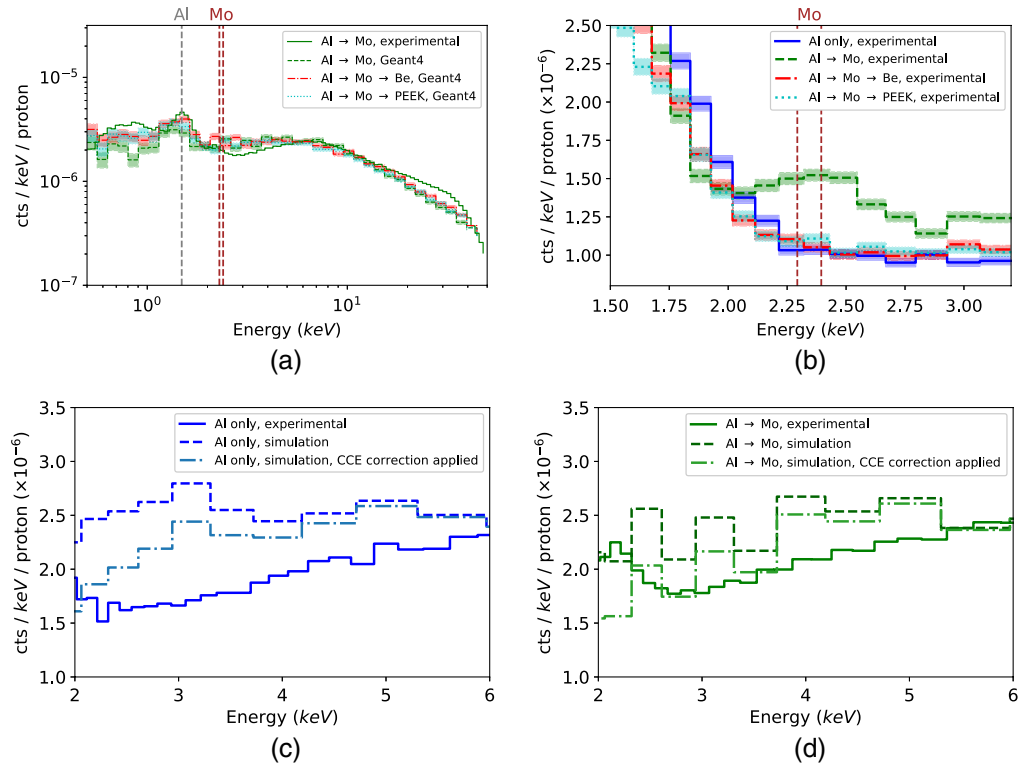 Al
Mo
cts / keV / proton
10⁻⁵
10⁻⁶
10⁻⁷
Al → Mo, experimental
Al → Mo, Geant4
Al → Mo → Be, Geant4
Al → Mo → PEEK, Geant4
10⁰
10¹
Energy (keV)
(a)
Mo
cts / keV / proton (×10⁻⁶)
2.50
2.25
2.00
1.75
1.50
1.25
1.00
Al only, experimental
Al → Mo, experimental
Al → Mo → Be, experimental
Al → Mo → PEEK, experimental
1.50
1.75
2.00
2.25
2.50
2.75
3.00
Energy (keV)
(b)
cts / keV / proton (×10⁻⁶)
3.5
3.0
2.5
2.0
1.5
1.0
Al only, experimental
Al only, simulation
Al only, simulation, CCE correction applied
2
3
4
5
6
Energy (keV)
(c)
cts / keV / proton (×10⁻⁶)
3.5
3.0
2.5
2.0
1.5
1.0
Al → Mo, experimental
Al → Mo, simulation
Al → Mo, simulation, CCE correction applied
2
3
4
5
6
Energy (keV)
(d)